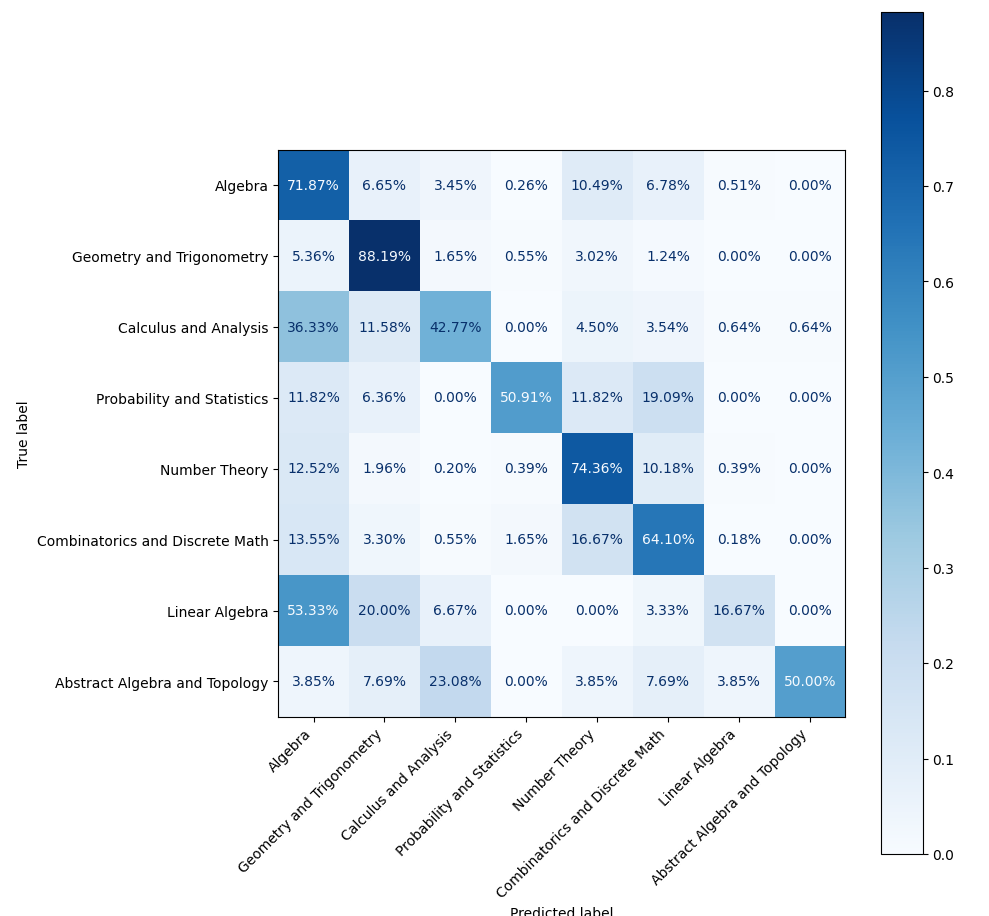 Algebra 71.87% 6.65% 3.45% 0.26% 10.49% 6.78% 0.51% 0.00%
Geometry and Trigonometry 5.36% 88.19% 1.65% 0.55% 3.02% 1.24% 0.00% 0.00%
Calculus and Analysis 36.33% 11.58% 42.77% 0.00% 4.50% 3.54% 0.64% 0.64%
Probability and Statistics 11.82% 6.36% 0.00% 50.91% 11.82% 19.09% 0.00% 0.00%
Number Theory 12.52% 1.96% 0.20% 0.39% 74.36% 10.18% 0.39% 0.00%
Combinatorics and Discrete Math 13.55% 3.30% 0.55% 1.65% 16.67% 64.10% 0.18% 0.00%
Linear Algebra 53.33% 20.00% 6.67% 0.00% 0.00% 3.33% 16.67% 0.00%
Abstract Algebra and Topology 3.85% 7.69% 23.08% 0.00% 3.85% 7.69% 3.85% 50.00%
True label
Algebra
Geometry and Trigonometry
Calculus and Analysis
Probability and Statistics
Number Theory
Combinatorics and Discrete Math
Linear Algebra
Abstract Algebra and Topology
Predicted label
0.8
0.7
0.6
0.5
0.4
0.3
0.2
0.1
0.0